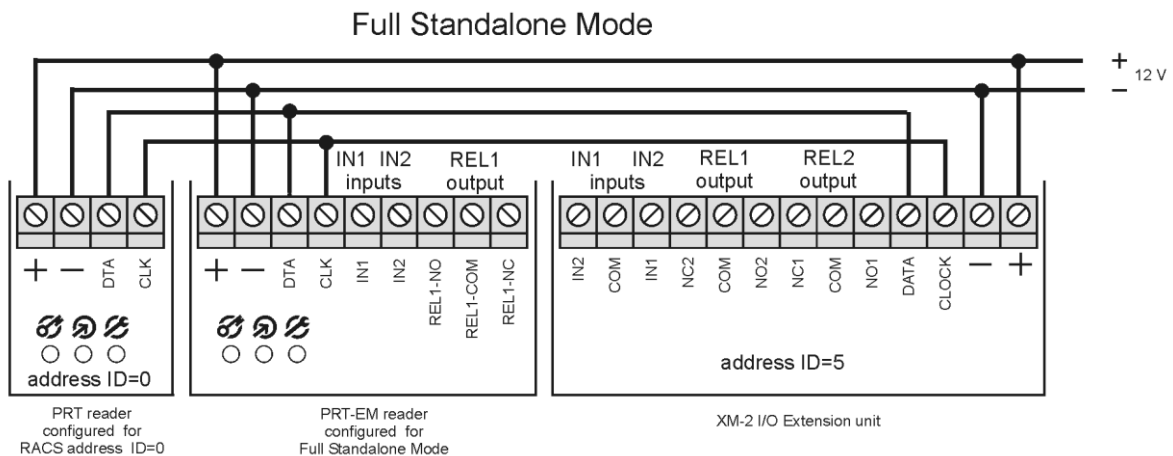 Full Standalone Mode
+
12 V
−
IN1 IN2 REL1
inputs output
IN1 IN2 REL1 REL2
inputs output output
+ − DTA CLK
+ − DTA CLK IN1 IN2 REL1-NO REL1-COM REL1-NC
IN2 COM IN1 NC2 COM NO2 NC1 COM NO1 DATA CLOCK − +
address ID=0
address ID=5
PRT reader
configured for
RACS address ID=0
PRT-EM reader
configured for
Full Standalone Mode
XM-2 I/O Extension unit